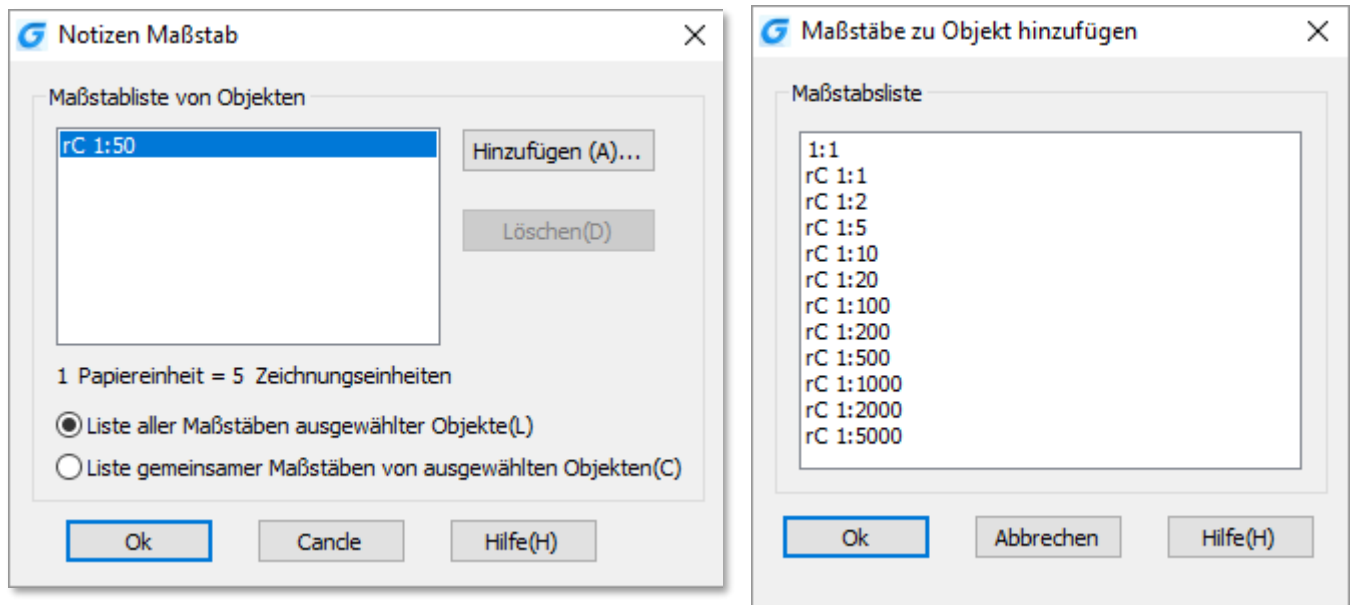 Notizen Maßstab
Maßstabliste von Objekten
rC 1:50
Hinzufügen (A)...
Löschen(D)
1 Papiereinheit = 5 Zeichnungseinheiten
Liste aller Maßstäben ausgewählter Objekte(L)
Liste gemeinsamer Maßstäben von ausgewählten Objekten(C)
Ok
Cancle
Hilfe(H)
Maßstäbe zu Objekt hinzufügen
Maßstabsliste
1:1
rC 1:1
rC 1:2
rC 1:5
rC 1:10
rC 1:20
rC 1:100
rC 1:200
rC 1:500
rC 1:1000
rC 1:2000
rC 1:5000
Ok
Abbrechen
Hilfe(H)